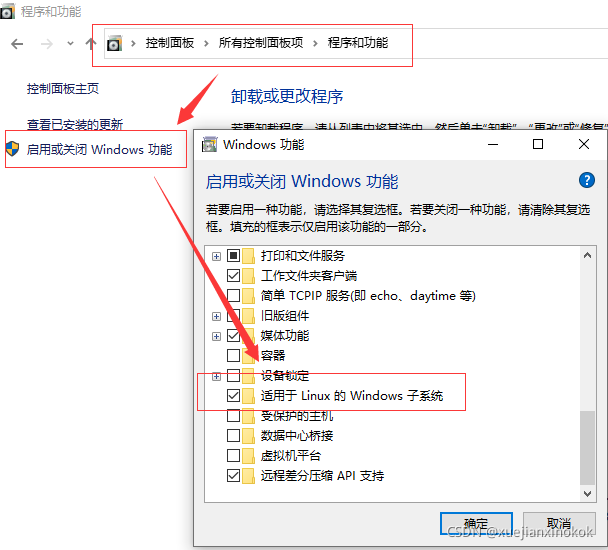 程序和功能
控制面板 所有控制面板项 程序和功能
控制面板主页
卸载或更改程序
查看已安装的更新
若要卸载程序，请从列表中将其选中，然后单击“卸载”、“更改”或“修复”
启用或关闭 Windows 功能
Windows 功能
启用或关闭 Windows 功能
若要启用一种功能，请选择其复选框。若要关闭一种功能，请清除其复选
框。填充的框表示仅启用该功能的一部分。
打印和文件服务
工作文件夹客户端
简单 TCPIP 服务(即 echo、daytime 等)
旧版组件
媒体功能
容器
设备锁定
适用于 Linux 的 Windows 子系统
受保护的主机
数据中心桥接
虚拟机平台
远程差分压缩 API 支持
确定 取消
CSDN @xuejianxinokok